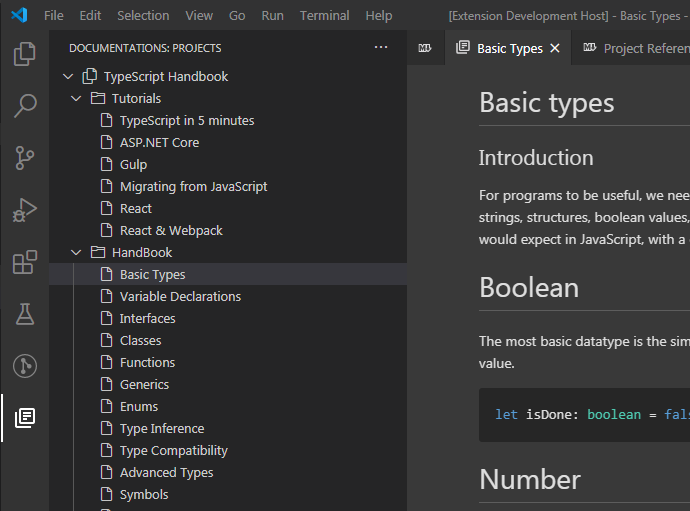 File Edit Selection View Go Run Terminal Help [Extension Development Host] - Basic Types -
DOCUMENTATIONS: PROJECTS ...
TypeScript Handbook
Tutorials
TypeScript in 5 minutes
ASP.NET Core
Gulp
Migrating from JavaScript
React
React & Webpack
HandBook
Basic Types
Variable Declarations
Interfaces
Classes
Functions
Generics
Enums
Type Inference
Type Compatibility
Advanced Types
Symbols
Basic Types
Project Referen
Basic types
Introduction
For programs to be useful, we nee
strings, structures, boolean values,
would expect in JavaScript, with a
Boolean
The most basic datatype is the sim
value.
let isDone: boolean = fals
Number